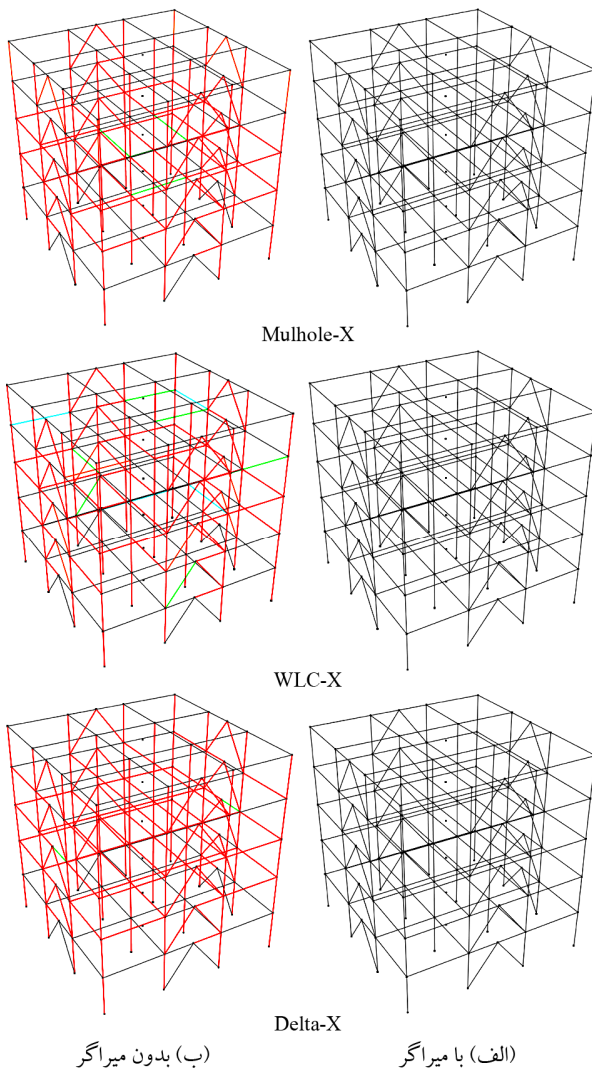 Mulhole-X
WLC-X
Delta-X
(الف) با میراگر
(ب) بدون میراگر